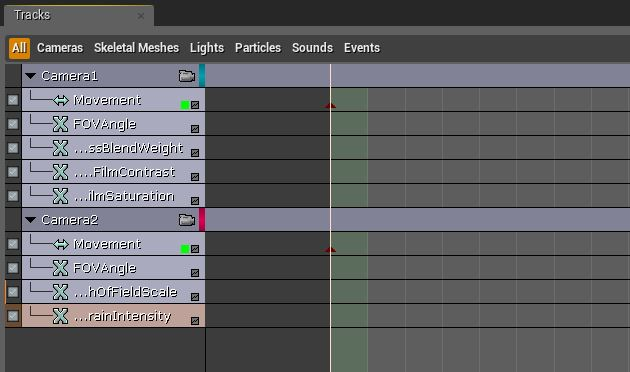 Tracks
All Cameras Skeletal Meshes Lights Particles Sounds Events
Camera1
Movement
FOVAngle
...ssBlendWeight
....FilmContrast
...ilmSaturation
Camera2
Movement
FOVAngle
...hOfFieldScale
...rainIntensity